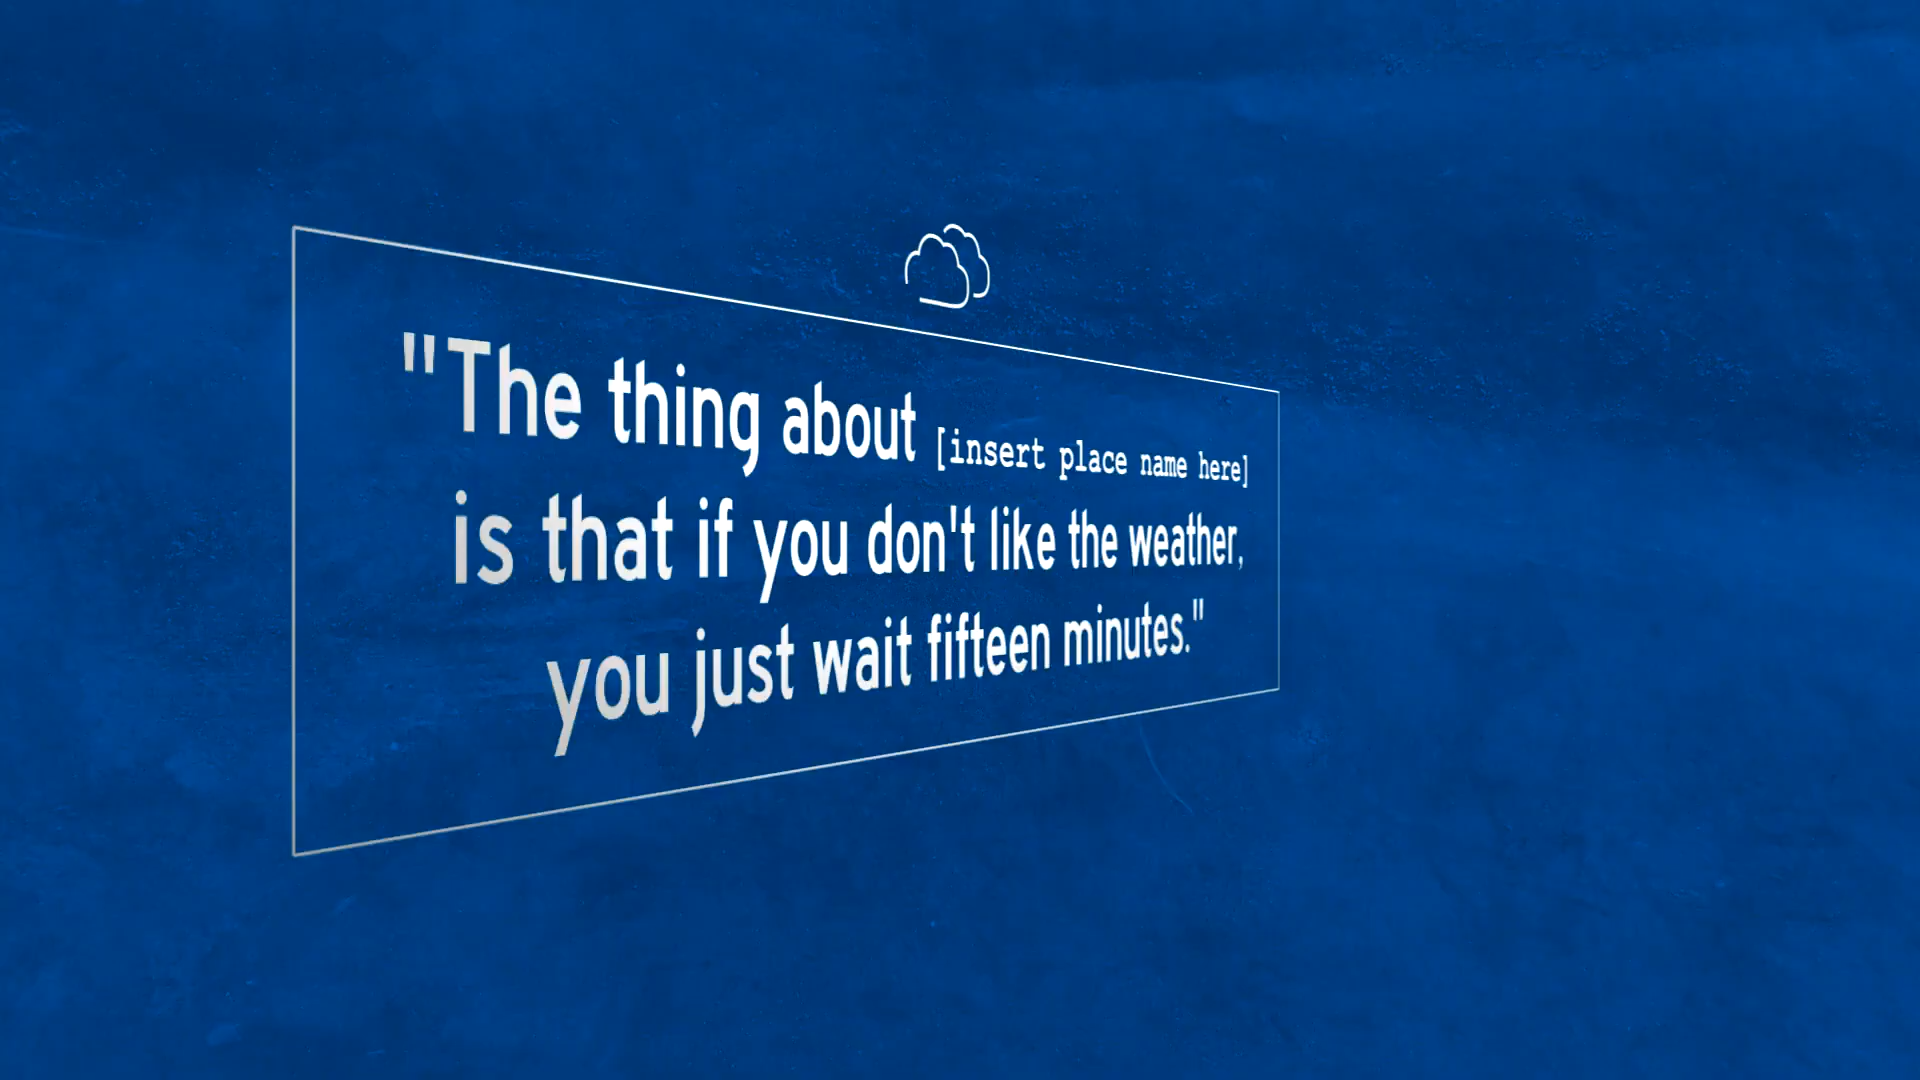 "The thing about [insert place name here]
is that if you don't like the weather,
you just wait fifteen minutes."